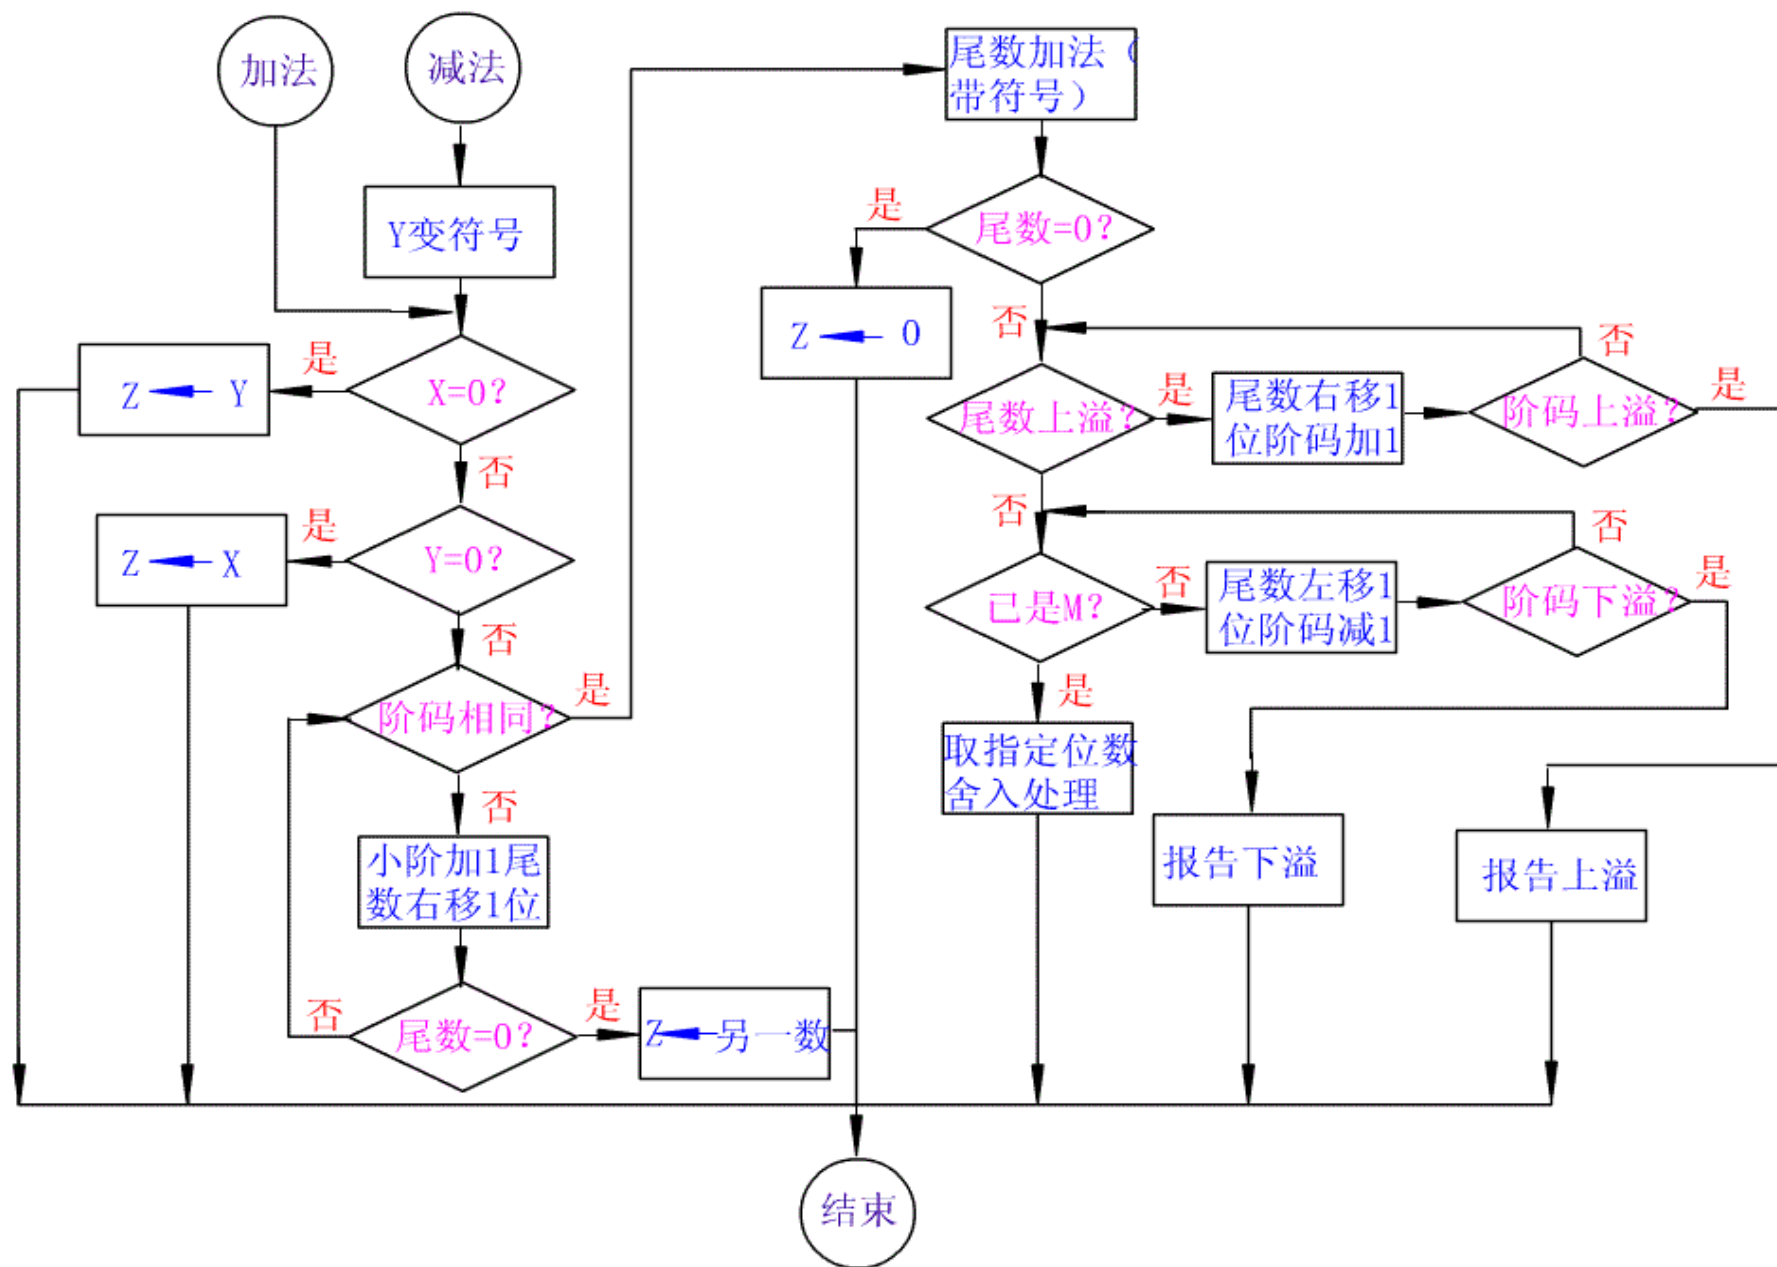 加法
减法
Y变符号
X=0?
是
Z ← Y
否
Y=0?
是
Z ← X
否
阶码相同?
是
否
小阶加1尾
数右移1位
尾数=0?
否
是
Z←另一数
尾数加法（
带符号）
尾数=0?
是
Z ← 0
否
尾数上溢?
是
尾数右移1
位阶码加1
阶码上溢?
否
是
否
已是M?
否
尾数左移1
位阶码减1
阶码下溢?
否
是
是
取指定位数
舍入处理
报告下溢
报告上溢
结束